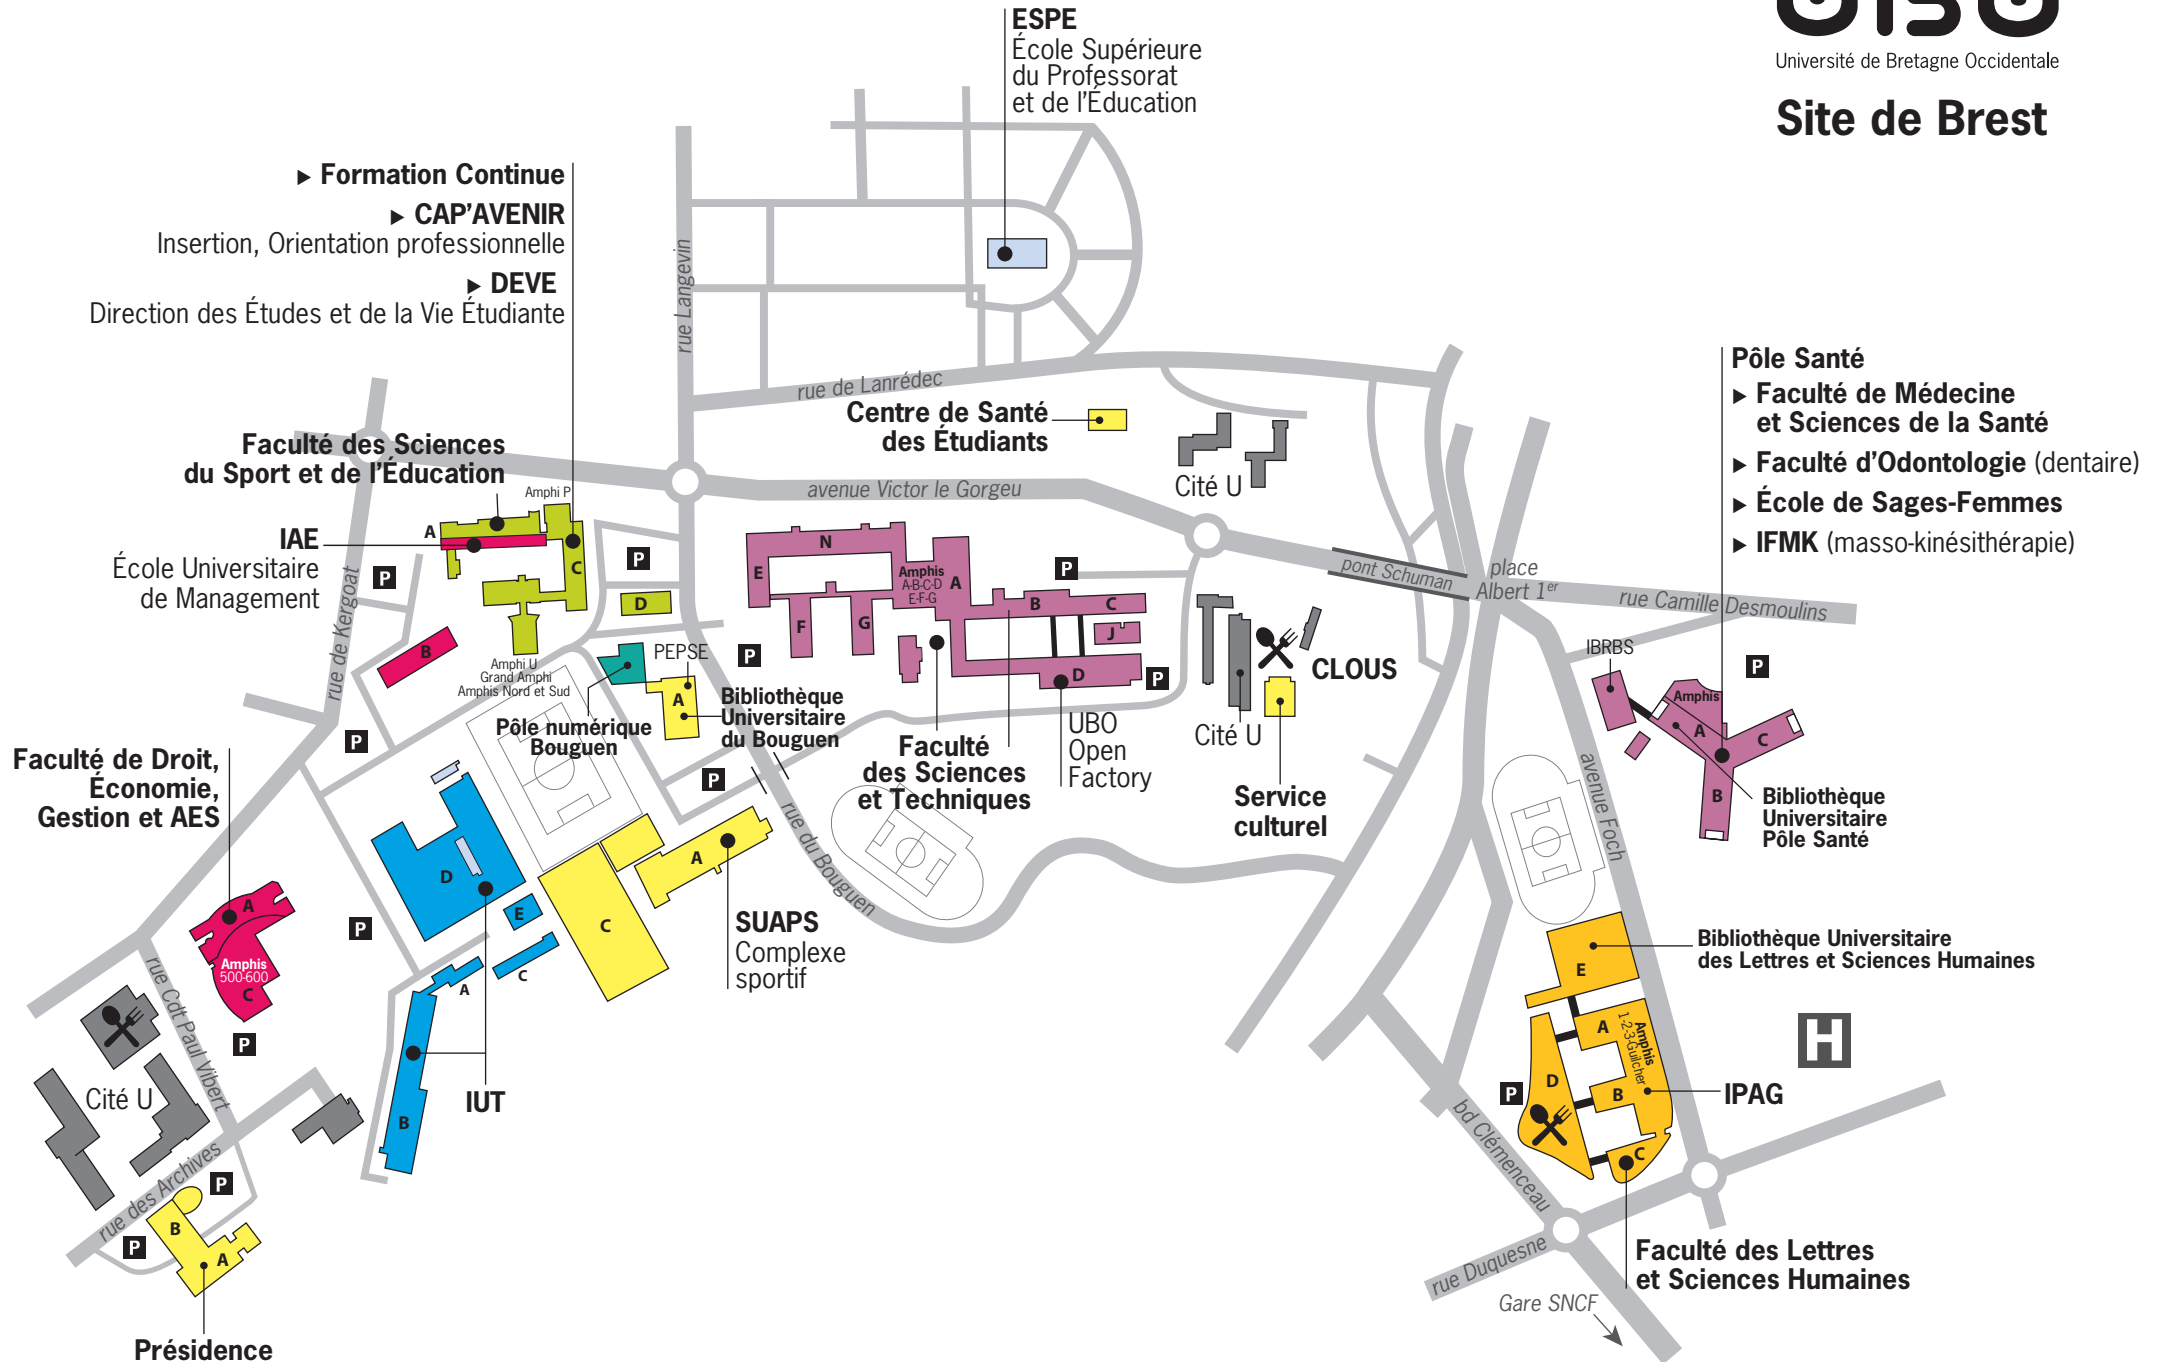 ubo
Université de Bretagne Occidentale
Site de Brest
ESPE
École Supérieure
du Professorat
et de l'Éducation
▶ Formation Continue
▶ CAP'AVENIR
Insertion, Orientation professionnelle
▶ DEVE
Direction des Études et de la Vie Étudiante
rue Langevin
rue de Lanrédec
Centre de Santé
des Étudiants
Cité U
avenue Victor le Gorgeu
Faculté des Sciences
du Sport et de l'Éducation
Amphi P
A
IAE
École Universitaire
de Management
C
P
P
D
B
rue de Kergoat
Amphi U
Grand Amphi
Amphis Nord et Sud
PEPSE
A
P
Pôle numérique
Bouguen
Bibliothèque
Universitaire
du Bouguen
P
P
N
E
F
G
Amphis
A-B-C-D
E-F-G
A
B
C
J
D
P
P
Faculté
des Sciences
et Techniques
UBO
Open
Factory
Cité U
CLOUS
Service
culturel
pont Schuman
place
Albert 1er
rue Camille Desmoulins
Pôle Santé
▶ Faculté de Médecine
et Sciences de la Santé
▶ Faculté d'Odontologie (dentaire)
▶ École de Sages-Femmes
▶ IFMK (masso-kinésithérapie)
IBRBS
P
Amphis
A
C
B
Bibliothèque
Universitaire
Pôle Santé
avenue Foch
Faculté de Droit,
Économie,
Gestion et AES
A
Amphis
500-600
C
P
P
D
E
C
A
B
IUT
C
A
SUAPS
Complexe
sportif
rue du Bouguen
rue Cdt Paul Vibert
Cité U
rue des Archives
P
P
B
A
Présidence
Bibliothèque Universitaire
des Lettres et Sciences Humaines
E
A
Amphis
1-2-3-Guilcher
D
B
C
P
IPAG
H
bd Clémenceau
rue Duquesne
Gare SNCF
Faculté des Lettres
et Sciences Humaines